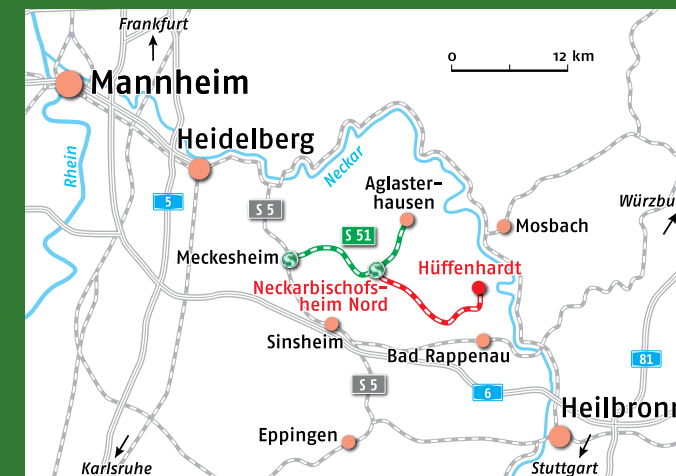 Frankfurt
0 12 km
Mannheim
Heidelberg
Rhein
Neckar
Aglaster-
hausen
5
S 5
Würzbu
Mosbach
S 51
Meckesheim
Hüffenhardt
Neckarbischofs-
heim Nord
Sinsheim
Bad Rappenau
81
S 5
6
Heilbronn
Eppingen
Karlsruhe
Stuttgart